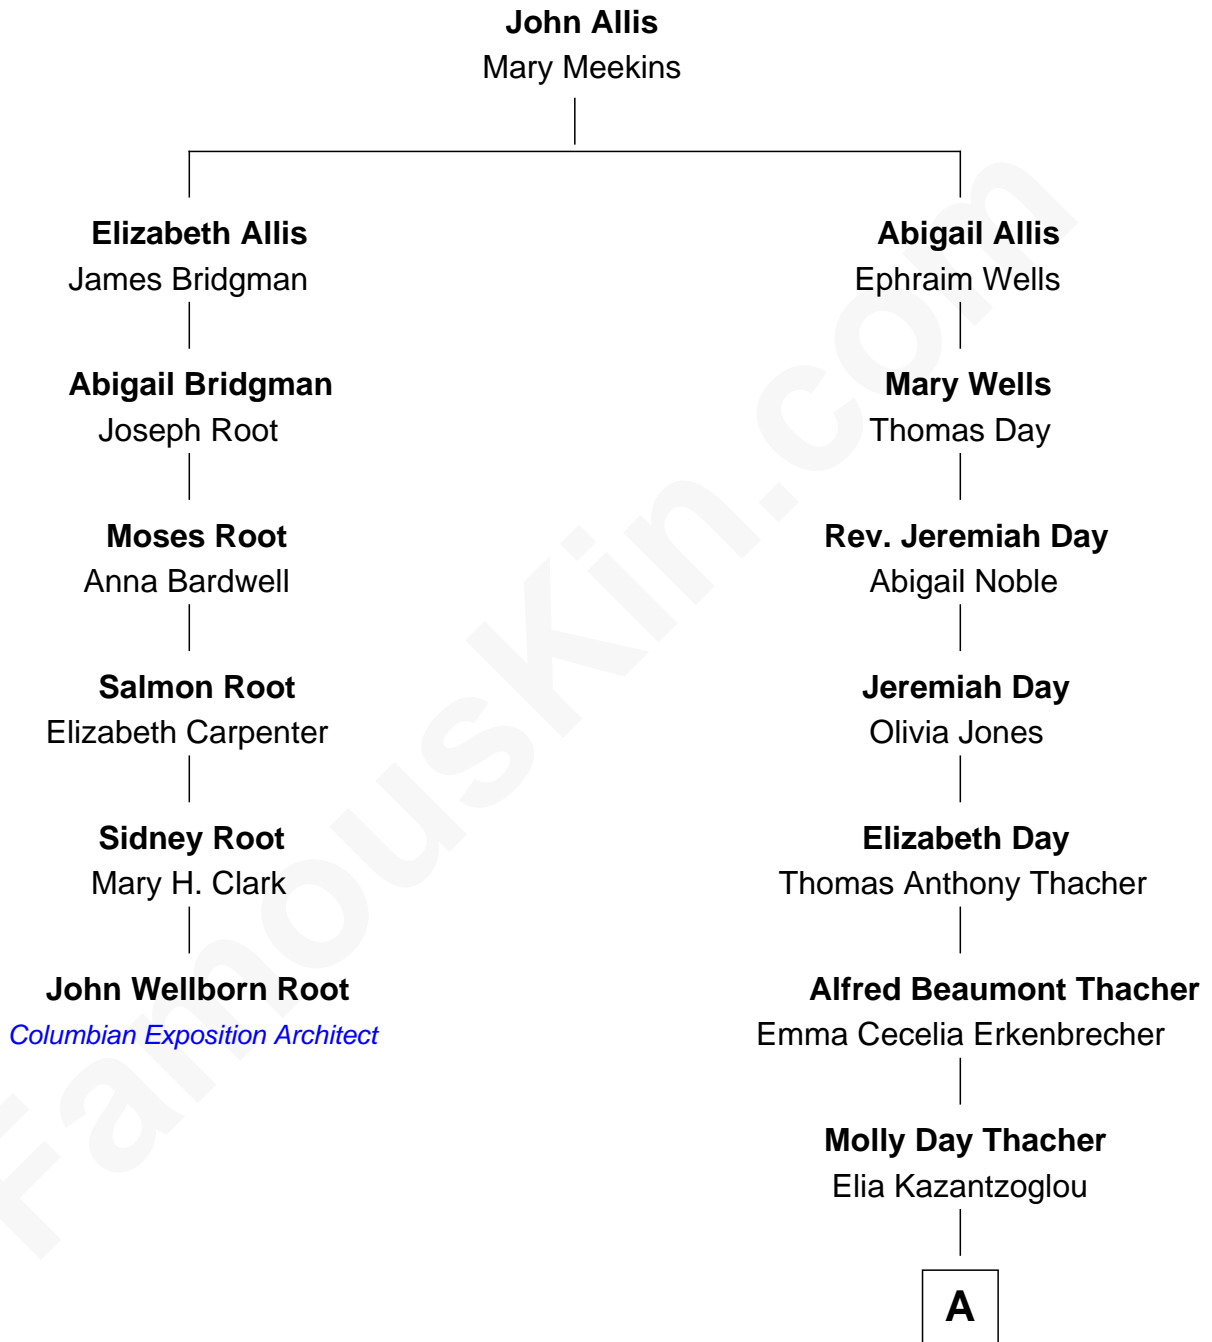 John Allis
Mary Meekins
Elizabeth Allis
James Bridgman
Abigail Bridgman
Joseph Root
Moses Root
Anna Bardwell
Salmon Root
Elizabeth Carpenter
Sidney Root
Mary H. Clark
John Wellborn Root
Columbian Exposition Architect
Abigail Allis
Ephraim Wells
Mary Wells
Thomas Day
Rev. Jeremiah Day
Abigail Noble
Jeremiah Day
Olivia Jones
Elizabeth Day
Thomas Anthony Thacher
Alfred Beaumont Thacher
Emma Cecelia Erkenbrecher
Molly Day Thacher
Elia Kazantzoglou
A
FamousKin.com